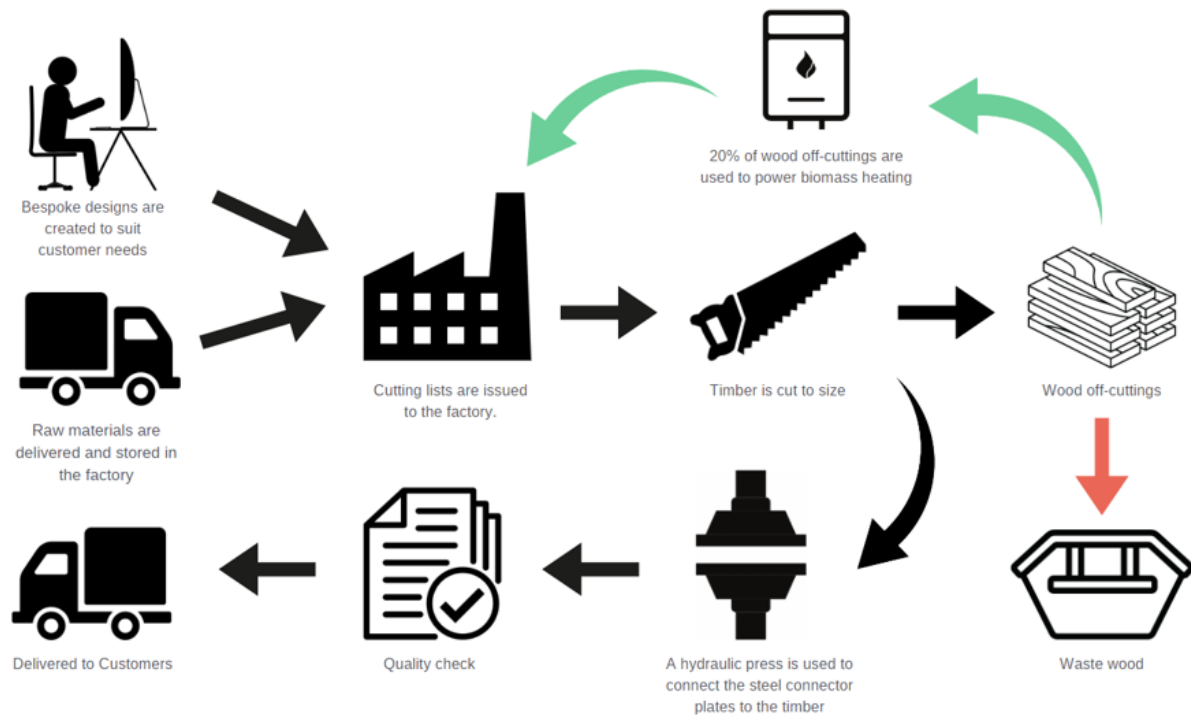 20% of wood off-cuttings are
used to power biomass heating
Bespoke designs are
created to suit
customer needs
Cutting lists are issued
to the factory.
Timber is cut to size
Wood off-cuttings
Raw materials are
delivered and stored in
the factory
Delivered to Customers
Quality check
A hydraulic press is used to
connect the steel connector
plates to the timber
Waste wood